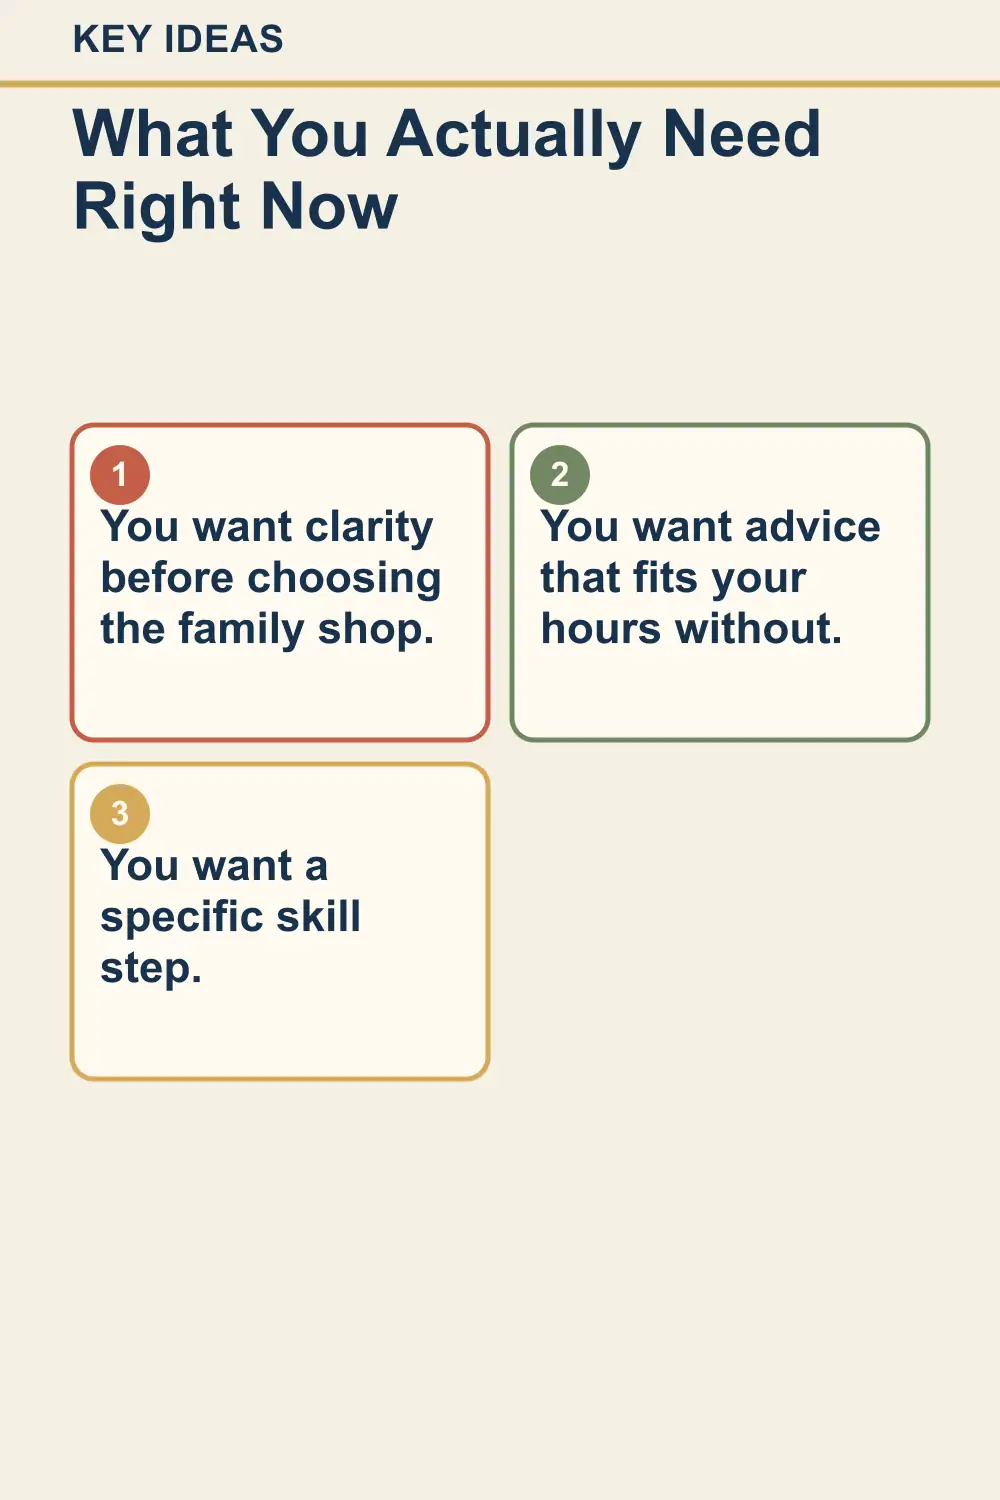 KEY IDEAS
What You Actually Need
Right Now
1
You want clarity
before choosing
the family shop.
2
You want advice
that fits your
hours without.
3
You want a
specific skill
step.